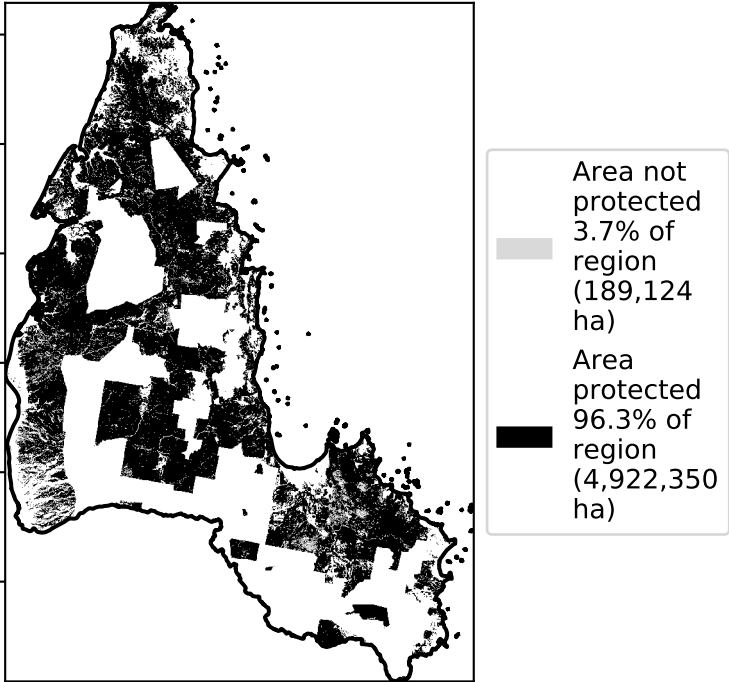 Area not
protected
3.7% of
region
(189,124
ha)
Area
protected
96.3% of
region
(4,922,350
ha)